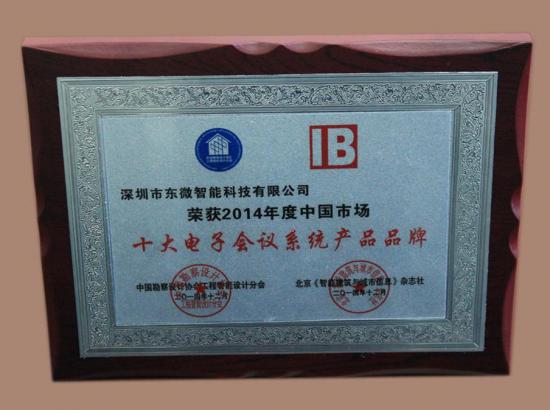 IB
深圳市东微智能科技有限公司
荣获2014年度中国市场
十大电子会议系统产品品牌
中国勘察设计协会工程智能设计分会
北京《智能建筑与城市信息》杂志社
二〇一四年十二月
二〇一四年十二月